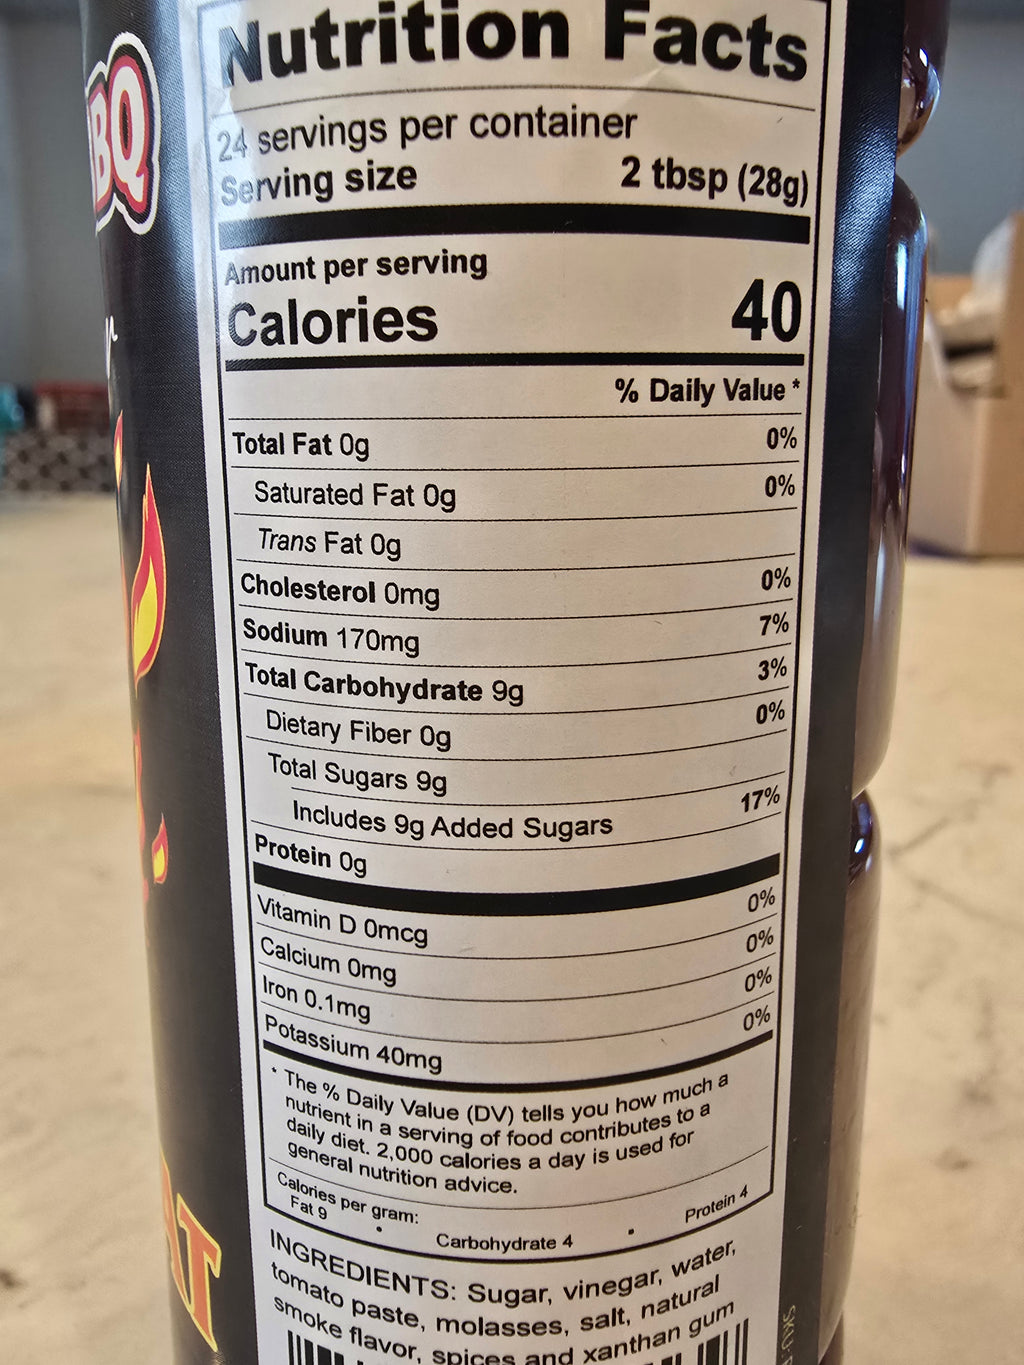 BQ
Nutrition Facts
24 servings per container
Serving size 2 tbsp (28g)
Amount per serving
Calories 40
% Daily Value *
Total Fat 0g 0%
Saturated Fat 0g 0%
Trans Fat 0g
Cholesterol 0mg 0%
Sodium 170mg 7%
Total Carbohydrate 9g 3%
Dietary Fiber 0g 0%
Total Sugars 9g
Includes 9g Added Sugars 17%
Protein 0g
Vitamin D 0mcg 0%
Calcium 0mg 0%
Iron 0.1mg 0%
Potassium 40mg 0%
* The % Daily Value (DV) tells you how much a
nutrient in a serving of food contributes to a
daily diet. 2,000 calories a day is used for
general nutrition advice.
Calories per gram:
Fat 9 • Carbohydrate 4 • Protein 4
INGREDIENTS: Sugar, vinegar, water,
tomato paste, molasses, salt, natural
smoke flavor, spices and xanthan gum
AT